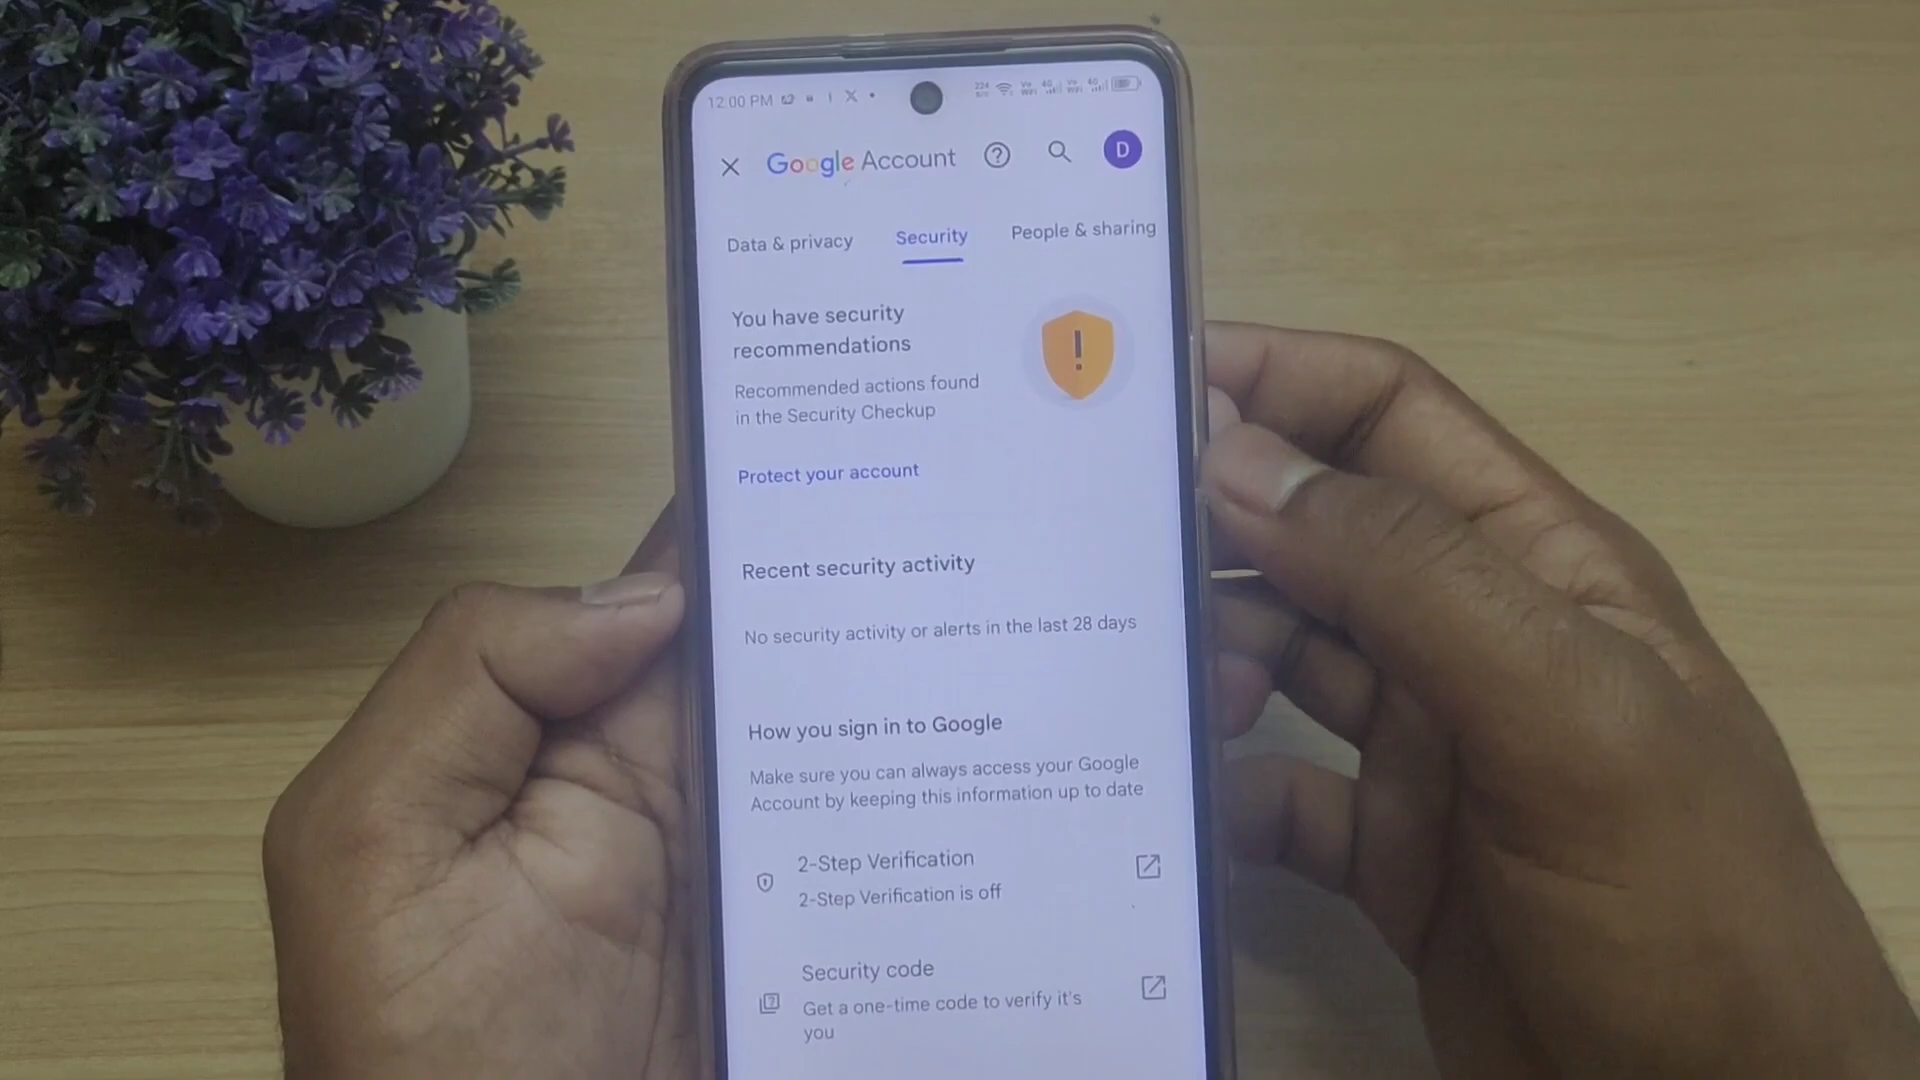 12:00 PM
Google Account
D
Data & privacy
Security
People & sharing
You have security
recommendations
Recommended actions found
in the Security Checkup
Protect your account
Recent security activity
No security activity or alerts in the last 28 days
How you sign in to Google
Make sure you can always access your Google
Account by keeping this information up to date
2-Step Verification
2-Step Verification is off
Security code
Get a one-time code to verify it's
you